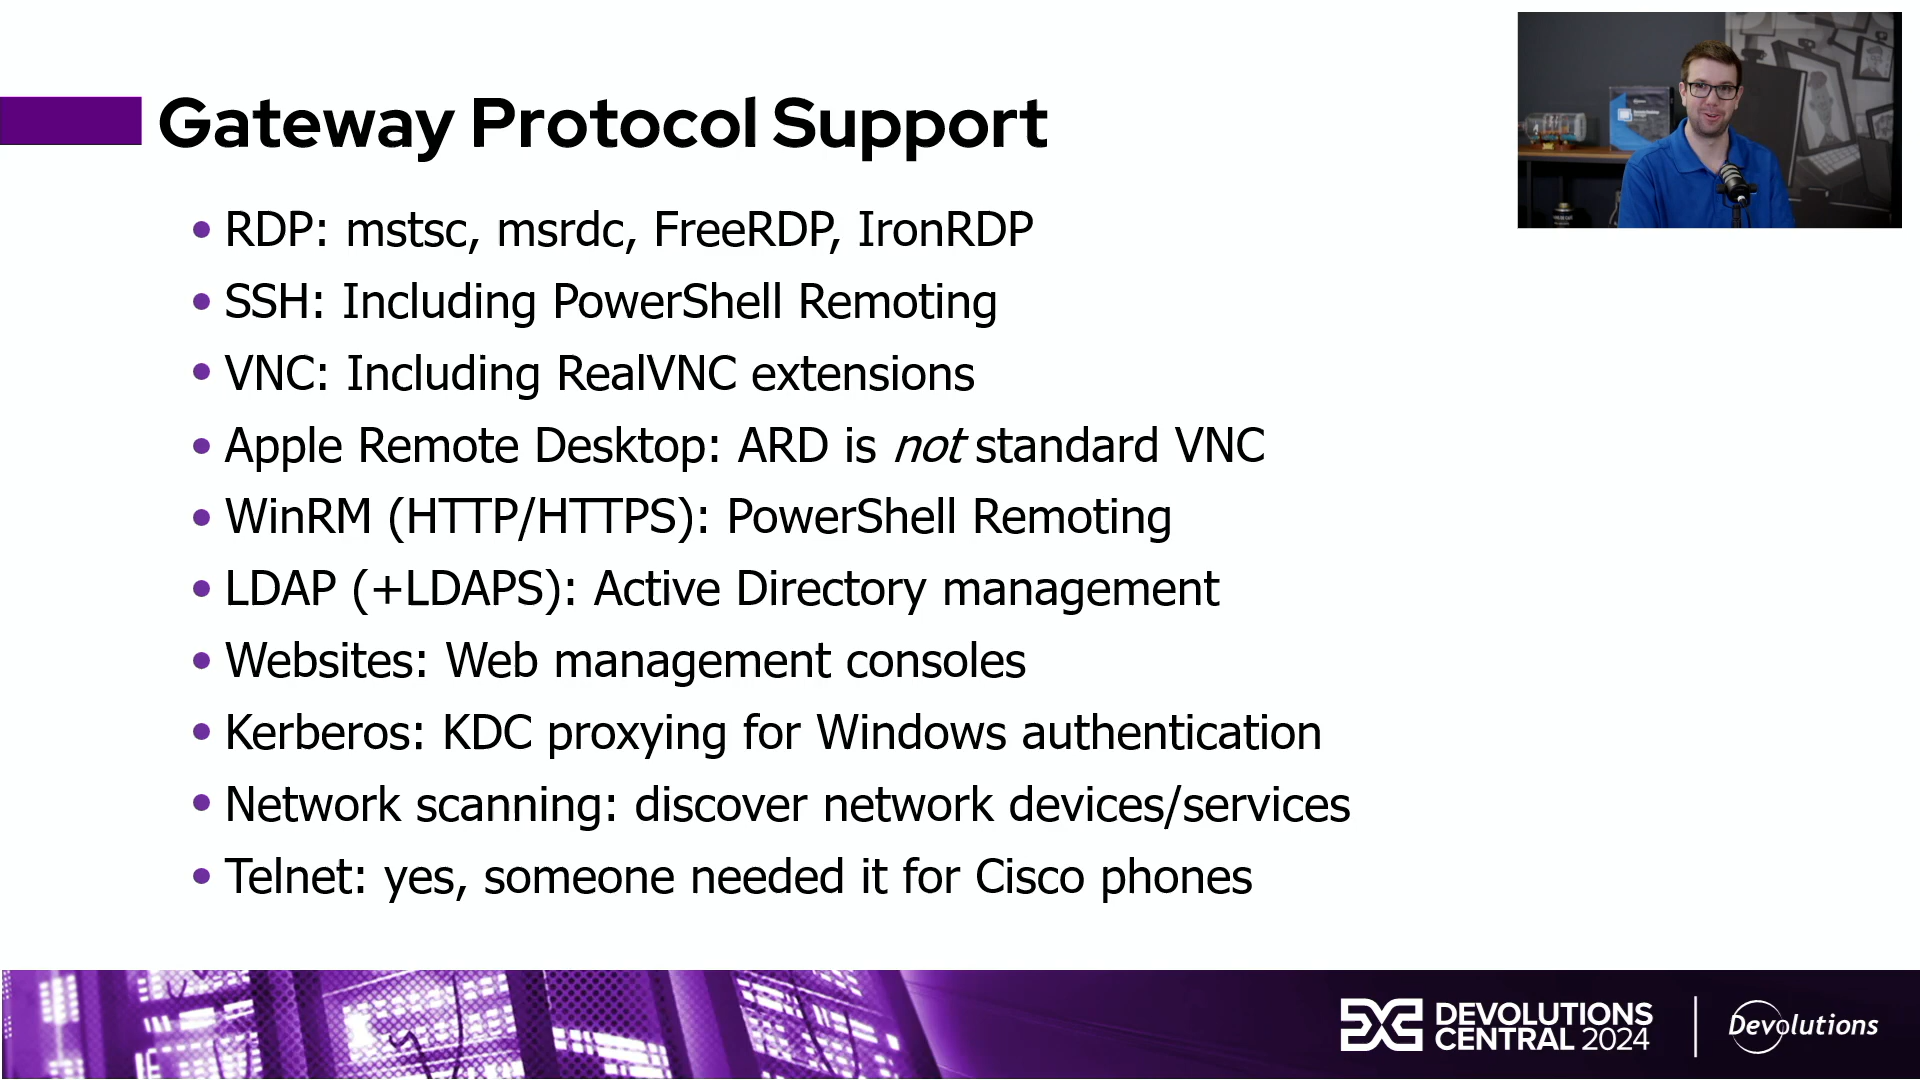 Gateway Protocol Support
• RDP: mstsc, msrdc, FreeRDP, IronRDP
• SSH: Including PowerShell Remoting
• VNC: Including RealVNC extensions
• Apple Remote Desktop: ARD is not standard VNC
• WinRM (HTTP/HTTPS): PowerShell Remoting
• LDAP (+LDAPS): Active Directory management
• Websites: Web management consoles
• Kerberos: KDC proxying for Windows authentication
• Network scanning: discover network devices/services
• Telnet: yes, someone needed it for Cisco phones
DEVOLUTIONS
CENTRAL 2024
Devolutions